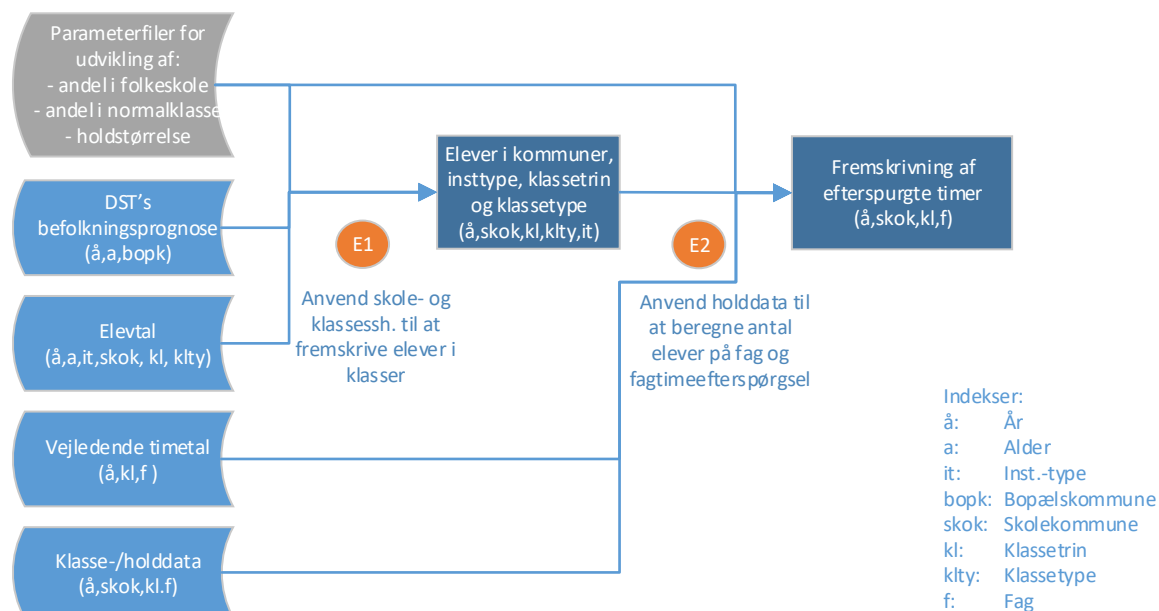 Parameterfiler for
udvikling af:
- andel i folkeskole
- andel i normalklasse
- holdstørrelse
DST's
befolkningsprognose
(å,a,bopk)
Elevtal
(å,a,it,skok, kl, klty)
Vejledende timetal
(å,kl,f )
Klasse-/holddata
(å,skok,kl.f)
E1
Anvend skole- og
klassessh. til at
fremskrive elever i
klasser
Elever i kommuner,
insttype, klassetrin
og klassetype
(å,skok,kl,klty,it)
E2
Anvend holddata til
at beregne antal
elever på fag og
fagtimeefterspørgsel
Fremskrivning af
efterspurgte timer
(å,skok,kl,f)
Indekser:
å: År
a: Alder
it: Inst.-type
bopk: Bopælskommune
skok: Skolekommune
kl: Klassetrin
klty: Klassetype
f: Fag